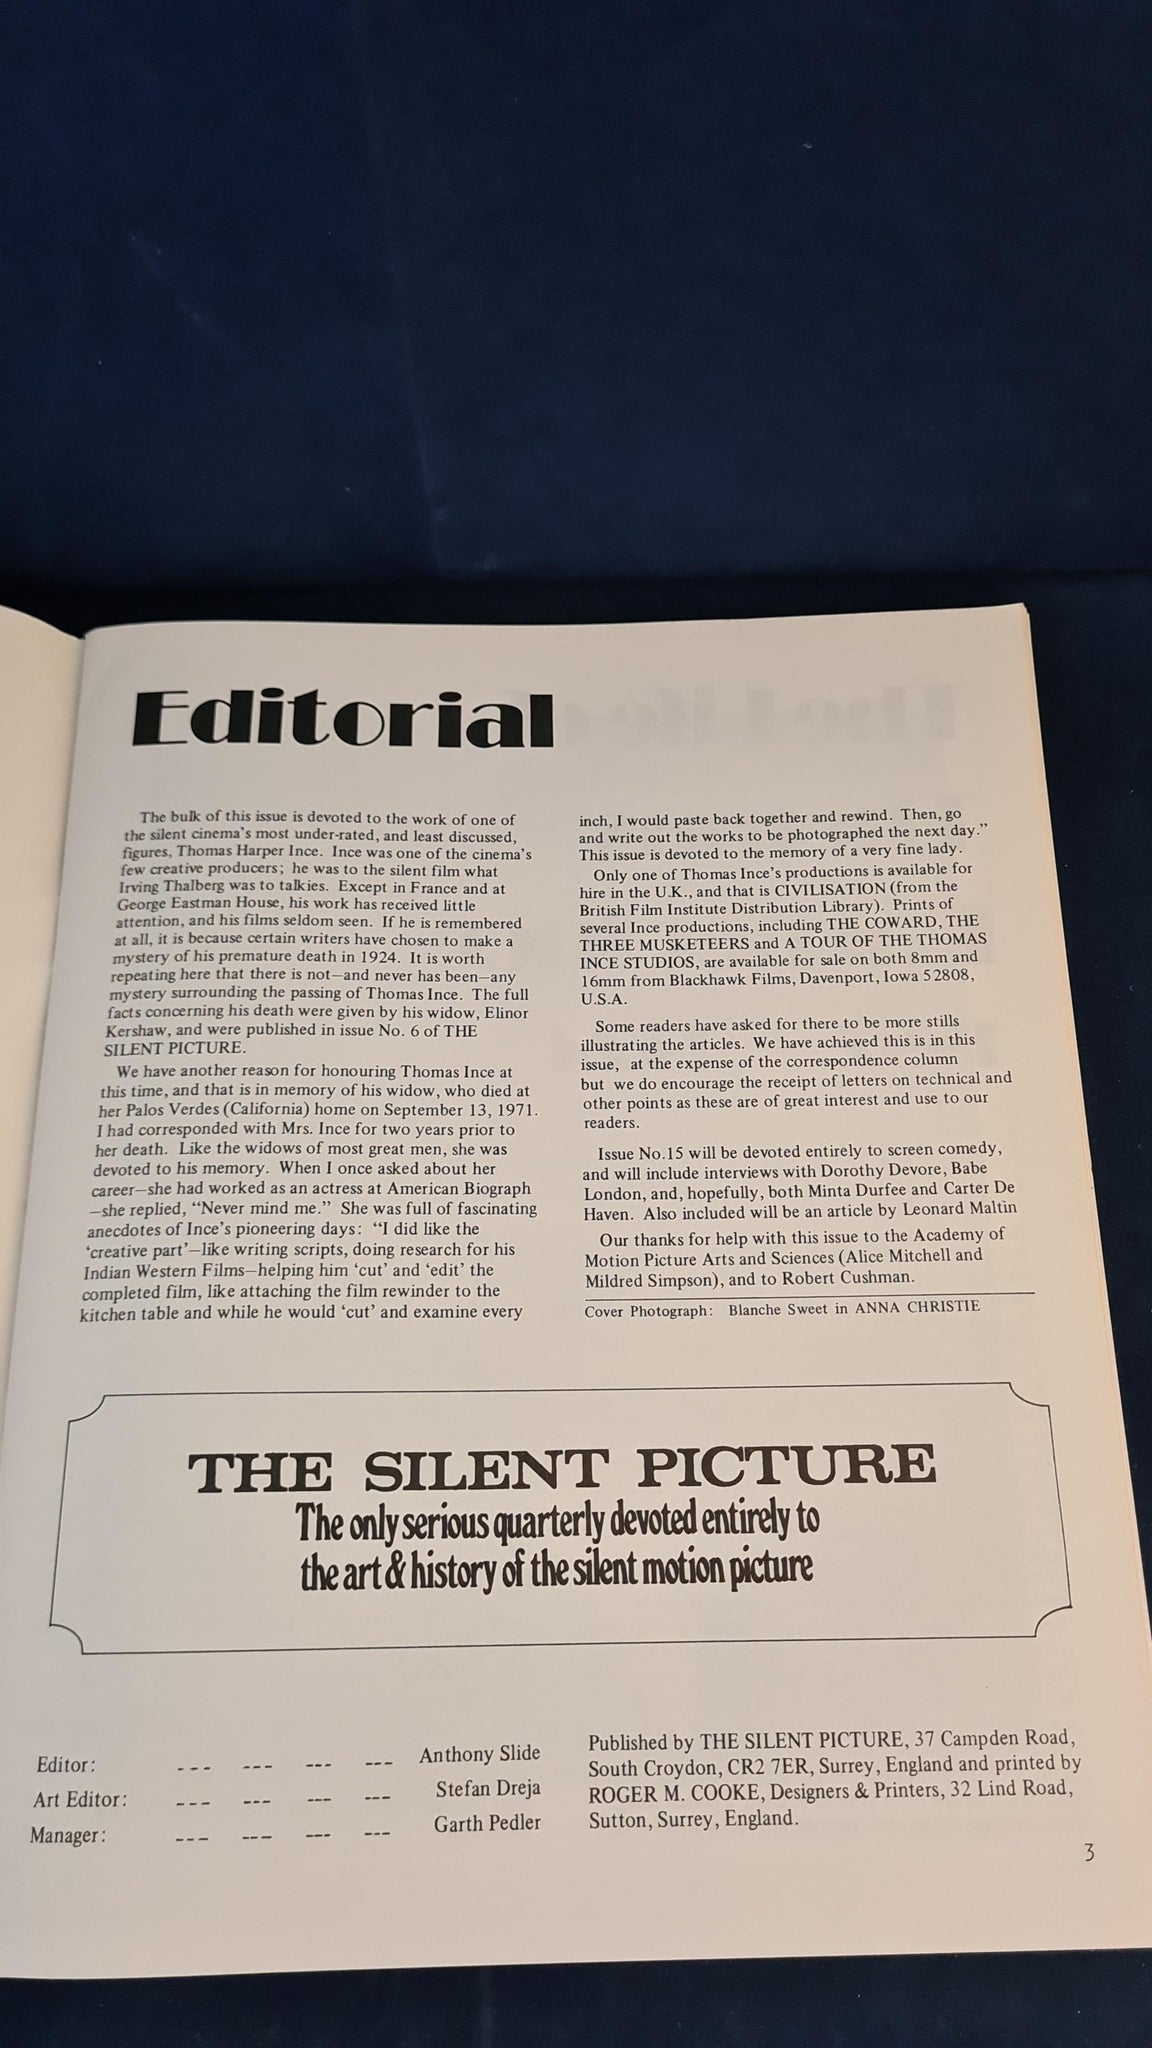 Editorial
The bulk of this issue is devoted to the work of one of
the silent cinema's most under-rated, and least discussed,
figures, Thomas Harper Ince. Ince was one of the cinema's
few creative producers; he was to the silent film what
Irving Thalberg was to talkies. Except in France and at
George Eastman House, his work has received little
attention, and his films seldom seen. If he is remembered
at all, it is because certain writers have chosen to make a
mystery of his premature death in 1924. It is worth
repeating here that there is not—and never has been—any
mystery surrounding the passing of Thomas Ince. The full
facts concerning his death were given by his widow, Elinor
Kershaw, and were published in issue No. 6 of THE
SILENT PICTURE.
We have another reason for honouring Thomas Ince at
this time, and that is in memory of his widow, who died at
her Palos Verdes (California) home on September 13, 1971.
I had corresponded with Mrs. Ince for two years prior to
her death. Like the widows of most great men, she was
devoted to his memory. When I once asked about her
career—she had worked as an actress at American Biograph
—she replied, "Never mind me." She was full of fascinating
anecdotes of Ince's pioneering days: "I did like the
'creative part'—like writing scripts, doing research for his
Indian Western Films—helping him 'cut' and 'edit' the
completed film, like attaching the film rewinder to the
kitchen table and while he would 'cut' and examine every
inch, I would paste back together and rewind. Then, go
and write out the works to be photographed the next day."
This issue is devoted to the memory of a very fine lady.
Only one of Thomas Ince's productions is available for
hire in the U.K., and that is CIVILISATION (from the
British Film Institute Distribution Library). Prints of
several Ince productions, including THE COWARD, THE
THREE MUSKETEERS and A TOUR OF THE THOMAS
INCE STUDIOS, are available for sale on both 8mm and
16mm from Blackhawk Films, Davenport, Iowa 52808,
U.S.A.
Some readers have asked for there to be more stills
illustrating the articles. We have achieved this is in this
issue, at the expense of the correspondence column
but we do encourage the receipt of letters on technical and
other points as these are of great interest and use to our
readers.
Issue No.15 will be devoted entirely to screen comedy,
and will include interviews with Dorothy Devore, Babe
London, and, hopefully, both Minta Durfee and Carter De
Haven. Also included will be an article by Leonard Maltin
Our thanks for help with this issue to the Academy of
Motion Picture Arts and Sciences (Alice Mitchell and
Mildred Simpson), and to Robert Cushman.
Cover Photograph: Blanche Sweet in ANNA CHRISTIE
THE SILENT PICTURE
The only serious quarterly devoted entirely to
the art & history of the silent motion picture
Editor: --- --- --- --- Anthony Slide
Art Editor: --- --- --- --- Stefan Dreja
Manager: --- --- --- --- Garth Pedler
Published by THE SILENT PICTURE, 37 Campden Road,
South Croydon, CR2 7ER, Surrey, England and printed by
ROGER M. COOKE, Designers & Printers, 32 Lind Road,
Sutton, Surrey, England.
3